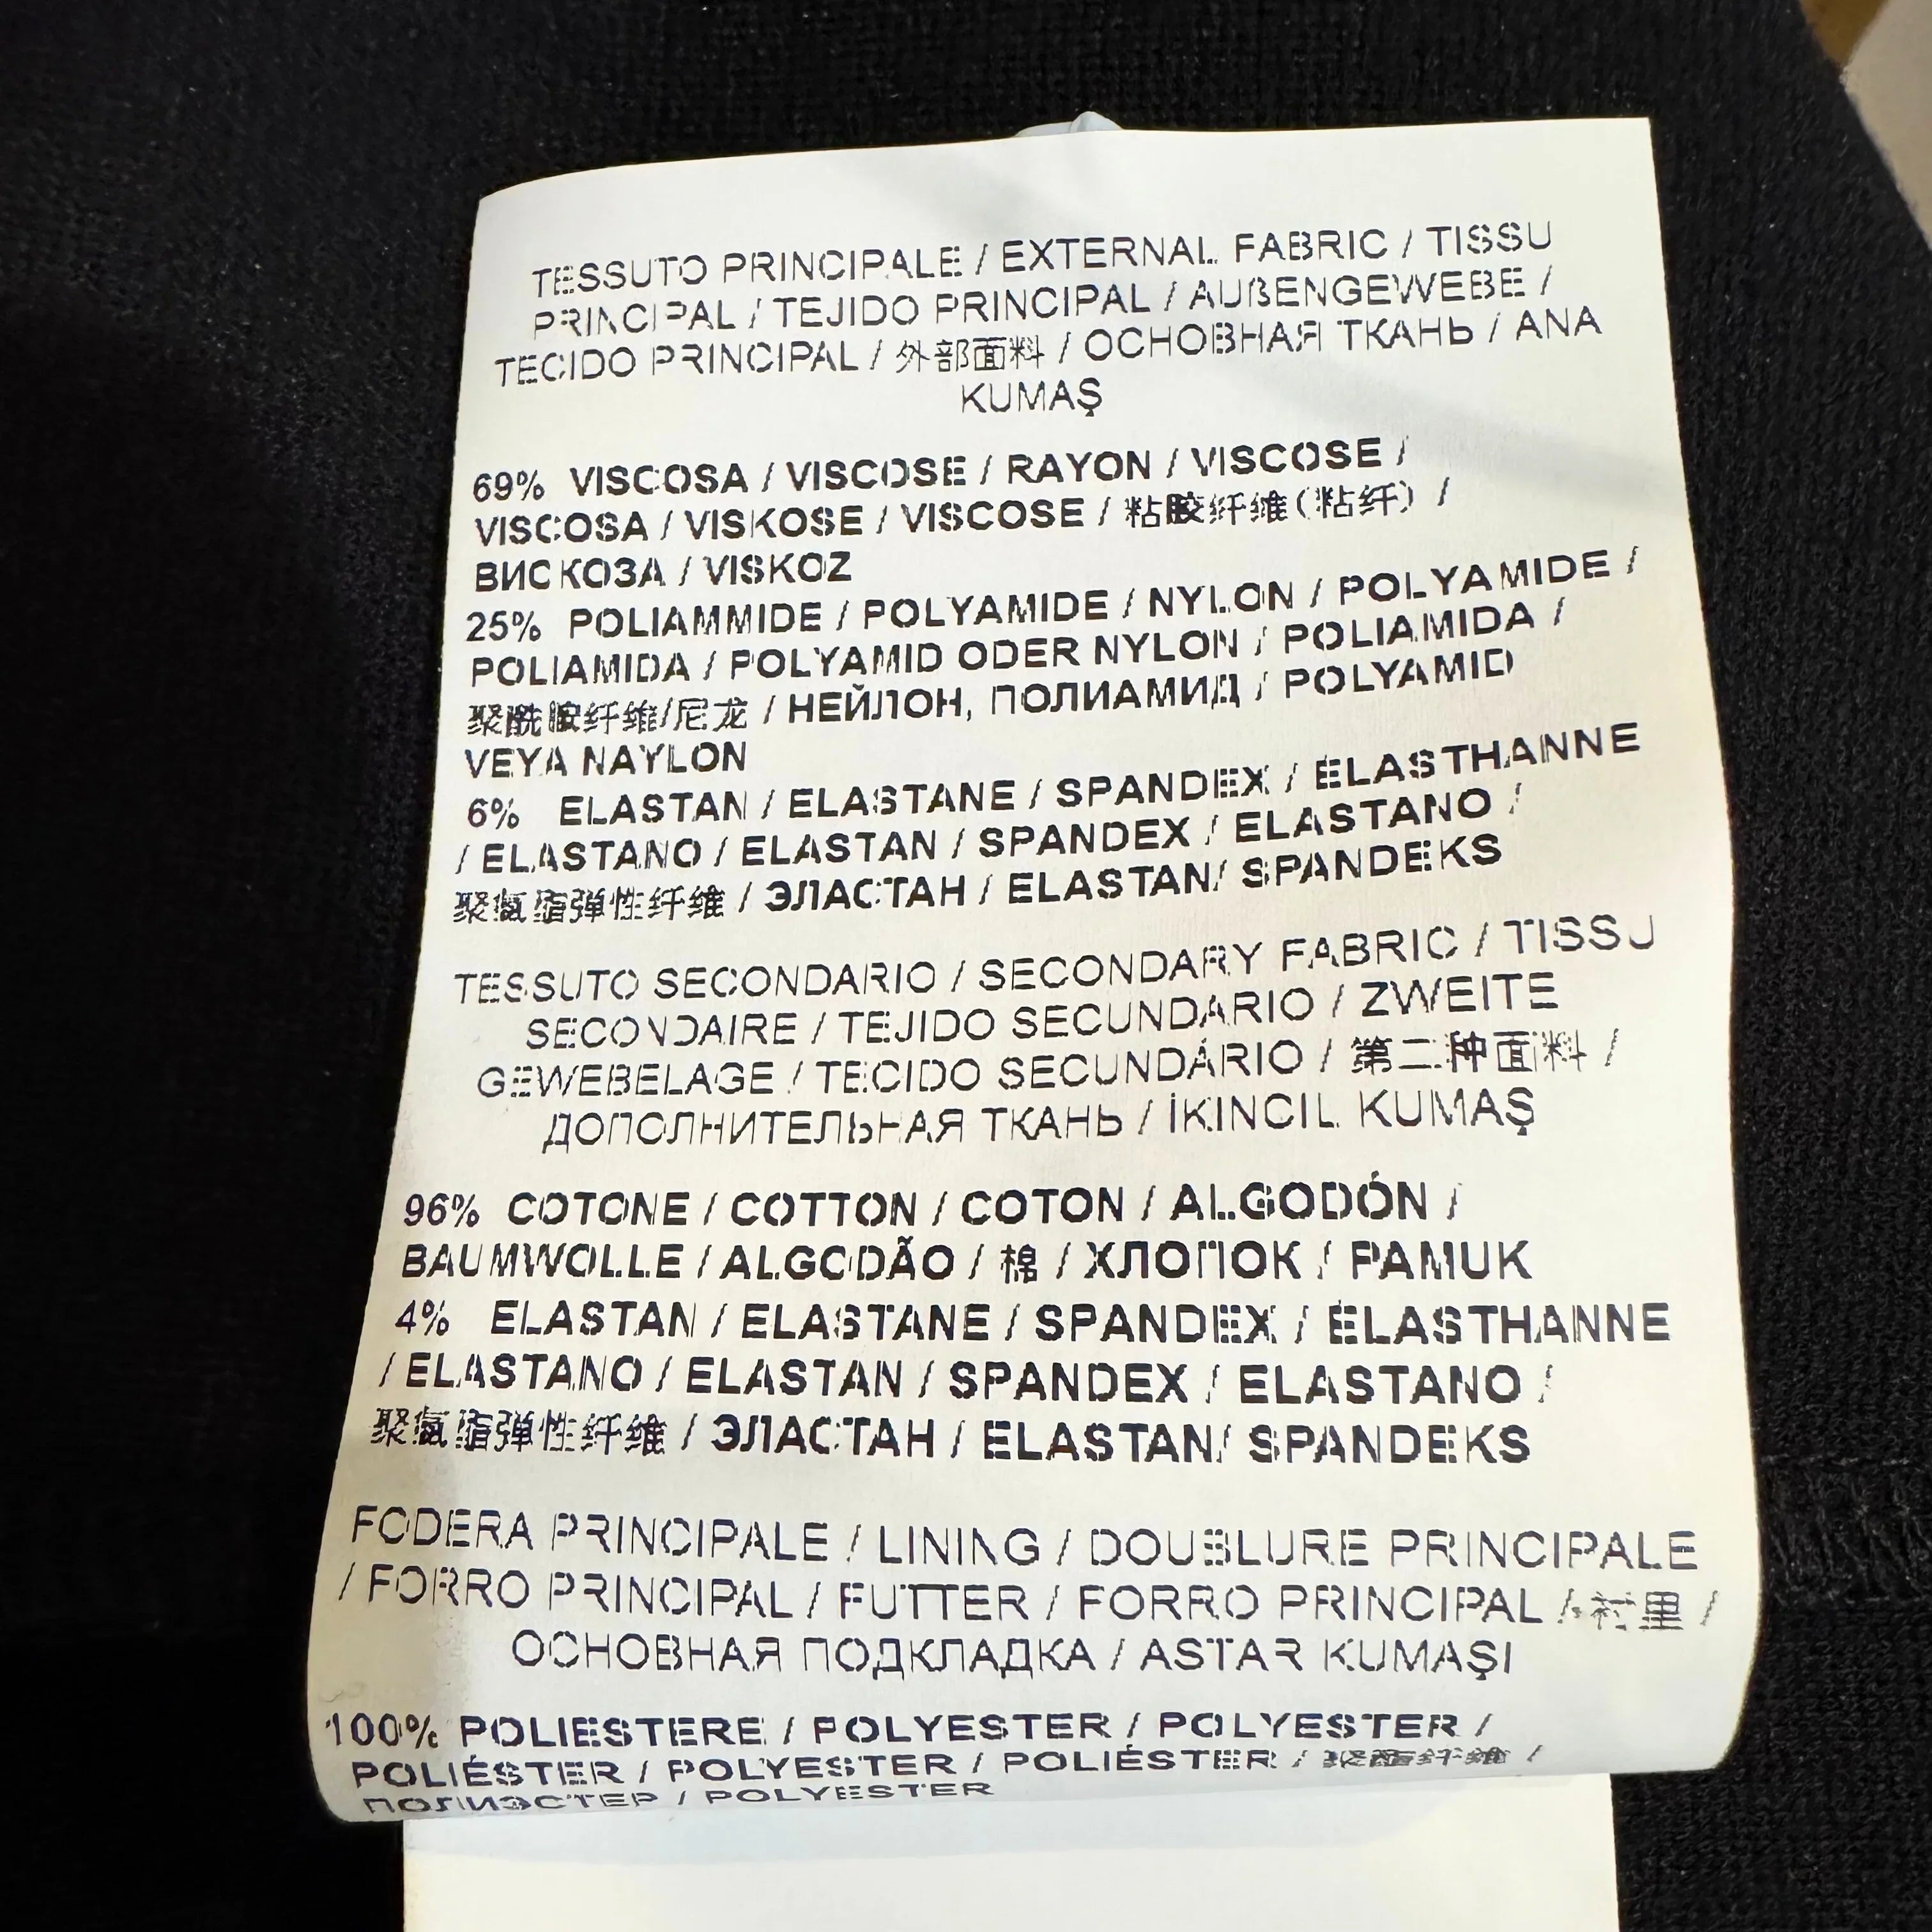 TESSUTO PRINCIPALE / EXTERNAL FABRIC / TISSU
PRINCIPAL / TEJIDO PRINCIPAL / AUßENGEWEBE /
TECIDO PRINCIPAL / 外部面料 / ОСНОВНАЯ ТКАНЬ / ANA
KUMAŞ
69% VISCOSA / VISCOSE / RAYON / VISCOSE /
VISCOSA / VISKOSE / VISCOSE / 粘胶纤维(粘纤) /
ВИСКОЗА / VISKOZ
25% POLIAMMIDE / POLYAMIDE / NYLON / POLYAMIDE /
POLIAMIDA / POLYAMID ODER NYLON / POLIAMIDA /
聚酰胺纤维/尼龙 / НЕЙЛОН, ПОЛИАМИД / POLYAMID
VEYA NAYLON
6% ELASTAN / ELASTANE / SPANDEX / ÉLASTHANNE
/ ELASTANO / ELASTAN / SPANDEX / ELASTANO /
聚氨酯弹性纤维 / ЭЛАСТАН / ELASTAN/ SPANDEKS
TESSUTO SECONDARIO / SECONDARY FABRIC / TISSU
SECONDAIRE / TEJIDO SECUNDARIO / ZWEITE
GEWEBELAGE / TECIDO SECUNDÁRIO / 第二种面料 /
ДОПОЛНИТЕЛЬНАЯ ТКАНЬ / İKINCIL KUMAŞ
96% COTONE / COTTON / COTON / ALGODÓN /
BAUMWOLLE / ALGODÃO / 棉 / ХЛОПОК / PAMUK
4% ELASTAN / ELASTANE / SPANDEX / ÉLASTHANNE
/ ELASTANO / ELASTAN / SPANDEX / ELASTANO /
聚氨酯弹性纤维 / ЭЛАСТАН / ELASTAN/ SPANDEKS
FODERA PRINCIPALE / LINING / DOUBLURE PRINCIPALE
/ FORRO PRINCIPAL / FUTTER / FORRO PRINCIPAL / 衬里 /
ОСНОВНАЯ ПОДКЛАДКА / ASTAR KUMAŞI
100% POLIESTERE / POLYESTER / POLYESTER /
POLIÉSTER / POLYESTER / POLIÉSTER / 聚酯纤维 /
ПОЛИЭСТЕР / POLYESTER